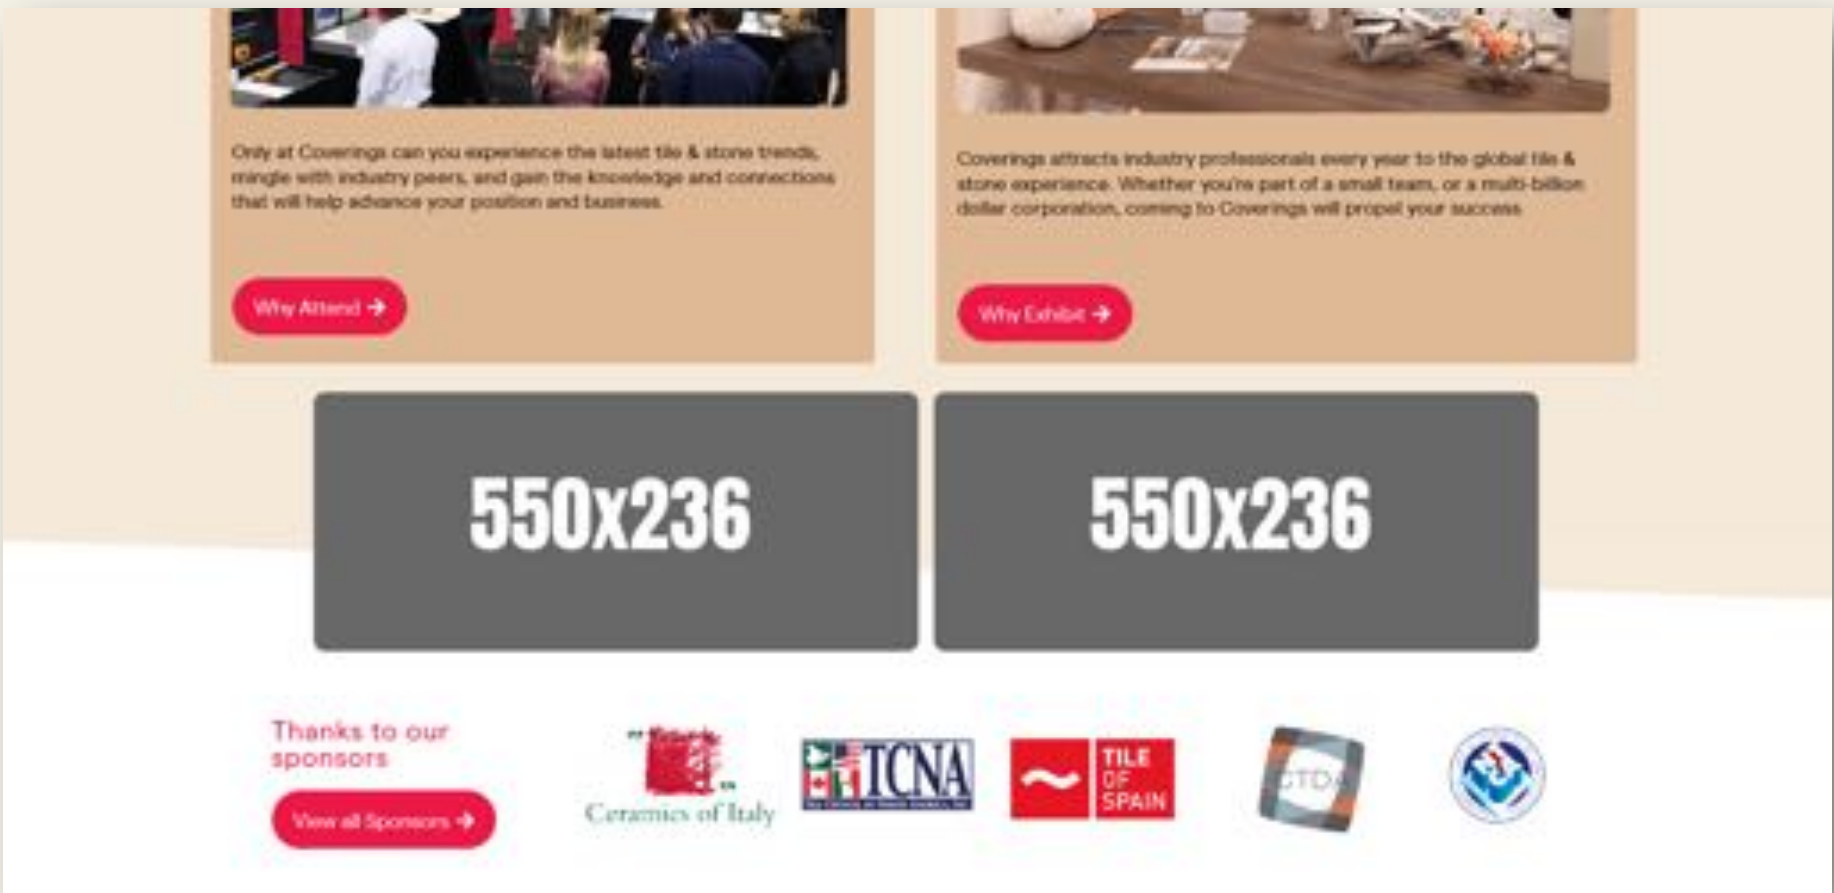 Only at Coverings can you experience the latest tile & stone trends,
mingle with industry peers, and gain the knowledge and connections
that will help advance your position and business.
Why Attend →
Coverings attracts industry professionals every year to the global tile &
stone experience. Whether you're part of a small team, or a multi-billion
dollar corporation, coming to Coverings will propel your success
Why Exhibit →
550x236
550x236
Thanks to our
sponsors
View all Sponsors →
Ceramics of Italy
TCNA
TILE
OF
SPAIN
CTDA